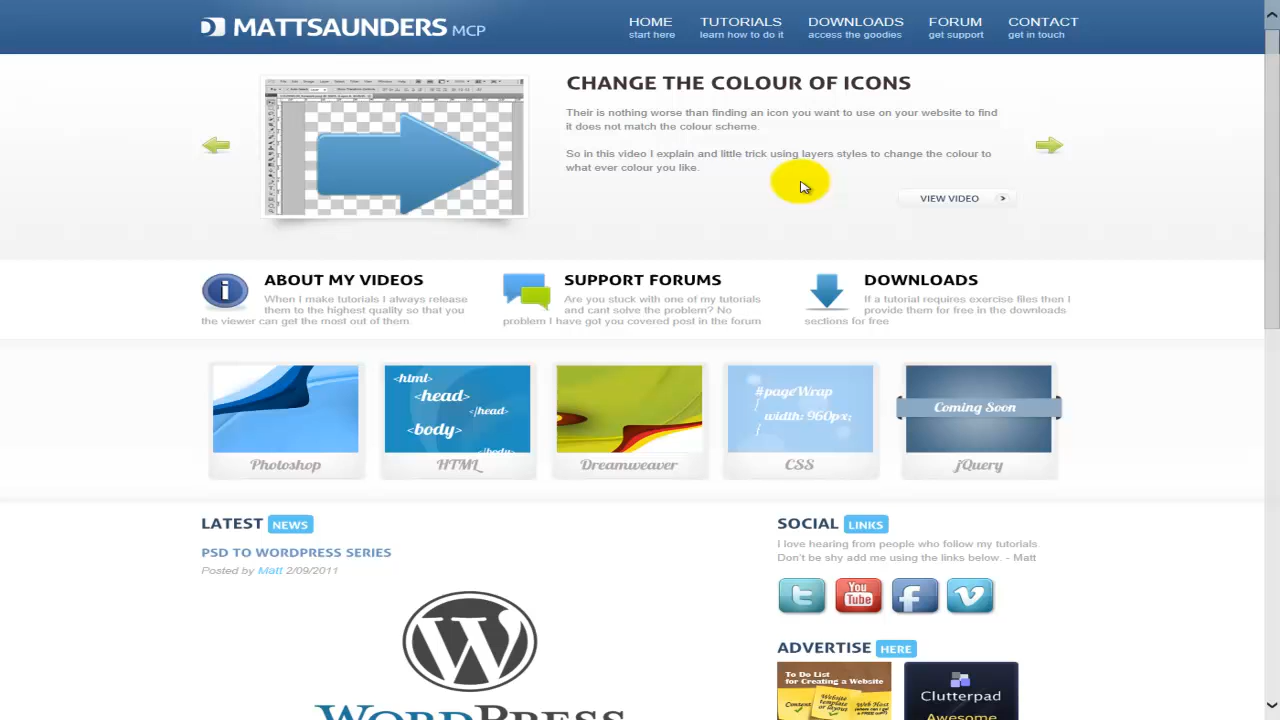 MATTSAUNDERS MCP
HOME
start here
TUTORIALS
learn how to do it
DOWNLOADS
access the goodies
FORUM
get support
CONTACT
get in touch
CHANGE THE COLOUR OF ICONS
Their is nothing worse than finding an icon you want to use on your website to find
it does not match the colour scheme.
So in this video I explain and little trick using layers styles to change the colour to
what ever colour you like.
VIEW VIDEO
ABOUT MY VIDEOS
When I make tutorials I always release
them to the highest quality so that you
the viewer can get the most out of them.
SUPPORT FORUMS
Are you stuck with one of my tutorials
and cant solve the problem? No
problem I have got you covered post in the forum
DOWNLOADS
If a tutorial requires exercise files then I
provide them for free in the downloads
sections for free
Photoshop
<html>
<head>
</head>
<body>
</body>
HTML
Dreamweaver
#pageWrap
{
width: 960px;
{
CSS
Coming Soon
jQuery
LATEST NEWS
PSD TO WORDPRESS SERIES
Posted by Matt 2/09/2011
W
WORDPRESS
SOCIAL LINKS
I love hearing from people who follow my tutorials.
Don't be shy add me using the links below. - Matt
t
You
Tube
f
v
ADVERTISE HERE
To Do List
for Creating a Website
Content
Website
template
Web Host
Clutterpad
Awesome